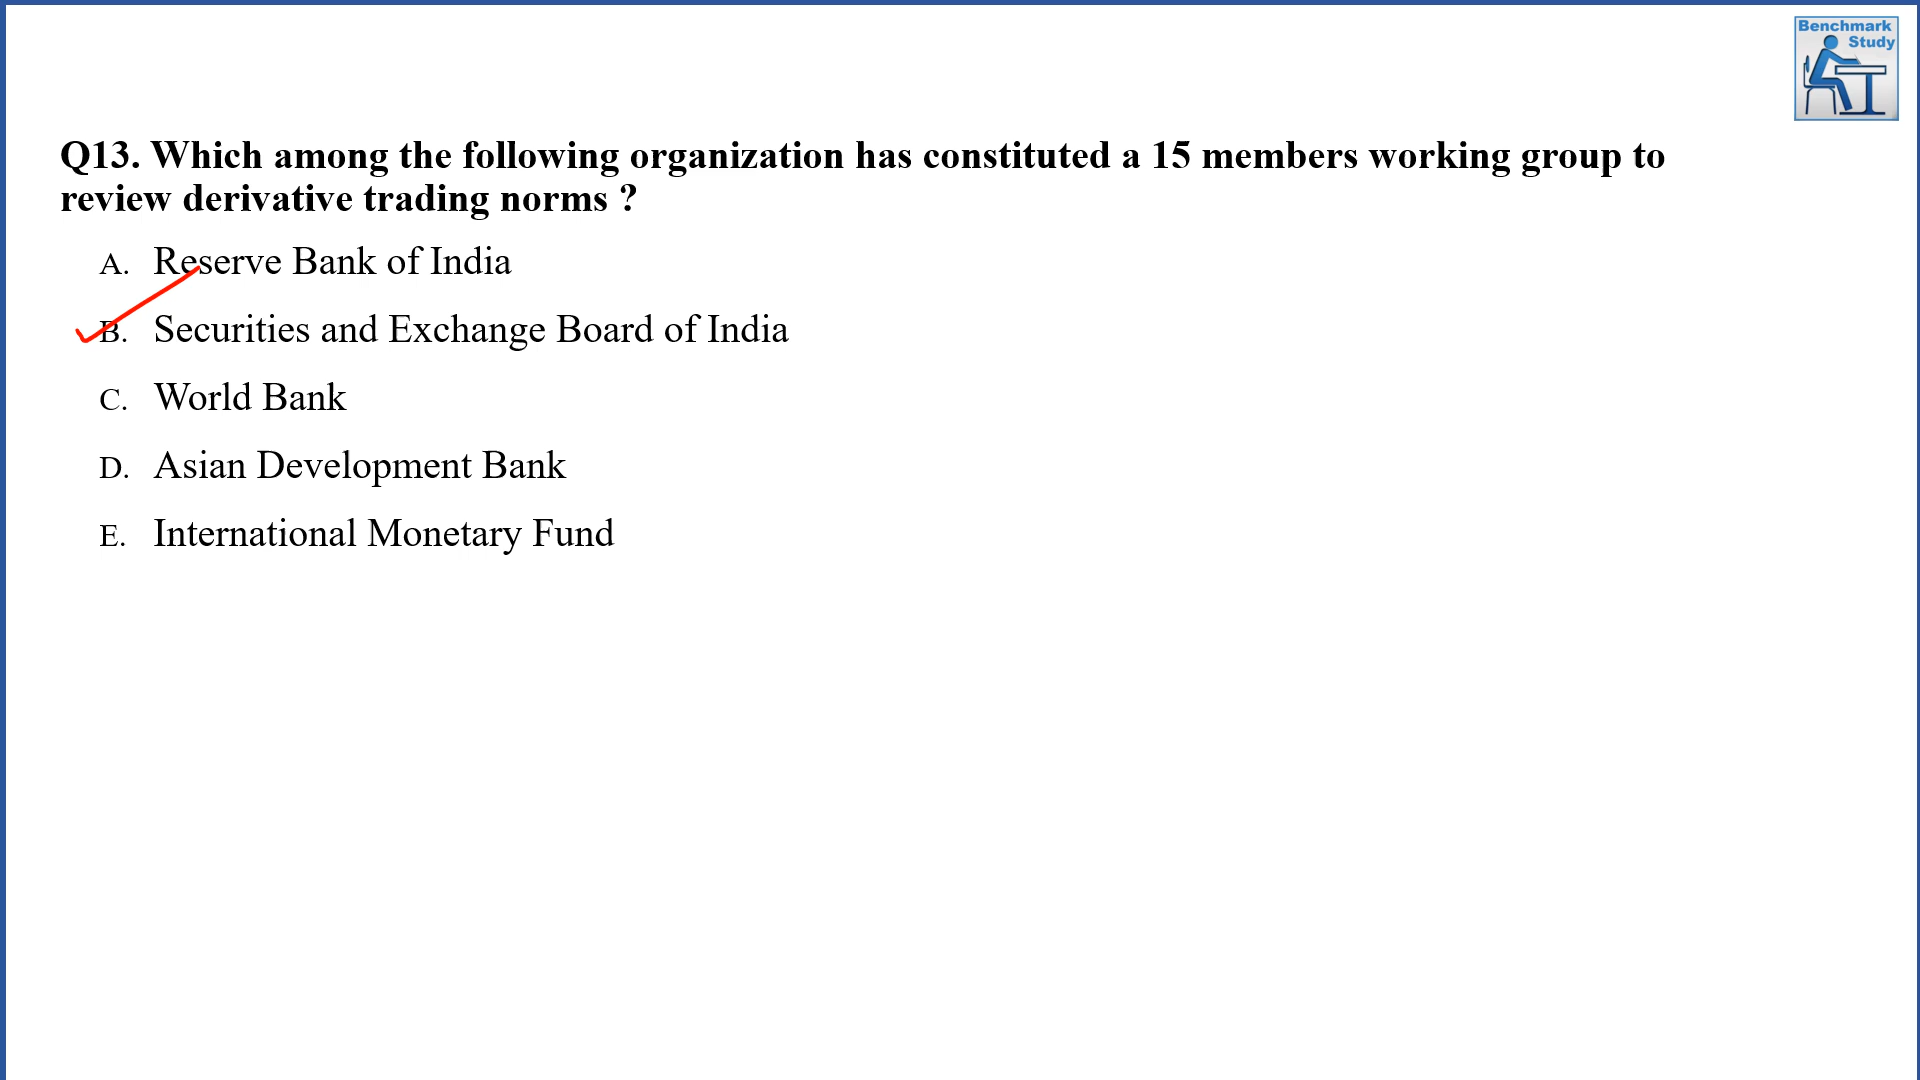 Benchmark
Study
Q13. Which among the following organization has constituted a 15 members working group to
review derivative trading norms ?
A. Reserve Bank of India
B. Securities and Exchange Board of India
C. World Bank
D. Asian Development Bank
E. International Monetary Fund